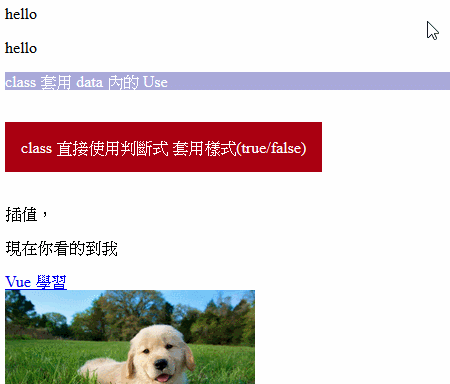 hello
hello
class 套用 data 內的 Use
class 直接使用判斷式 套用樣式(true/false)
插值，
現在你看的到我
Vue 學習